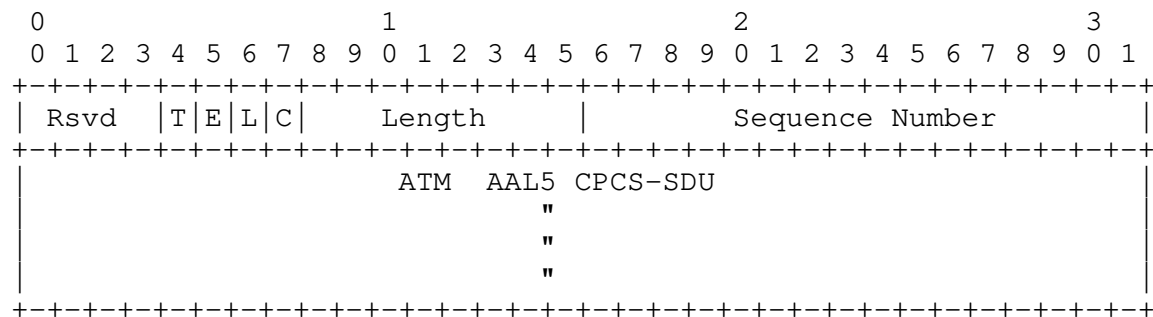 0                   1                   2                   3
 0 1 2 3 4 5 6 7 8 9 0 1 2 3 4 5 6 7 8 9 0 1 2 3 4 5 6 7 8 9 0 1
+-+-+-+-+-+-+-+-+-+-+-+-+-+-+-+-+-+-+-+-+-+-+-+-+-+-+-+-+-+-+-+-+
| Rsvd  |T|E|L|C|    Length     |        Sequence Number        |
+-+-+-+-+-+-+-+-+-+-+-+-+-+-+-+-+-+-+-+-+-+-+-+-+-+-+-+-+-+-+-+-+
|                     ATM  AAL5 CPCS-SDU                        |
|                             "                                 |
|                             "                                 |
|                             "                                 |
+-+-+-+-+-+-+-+-+-+-+-+-+-+-+-+-+-+-+-+-+-+-+-+-+-+-+-+-+-+-+-+-+